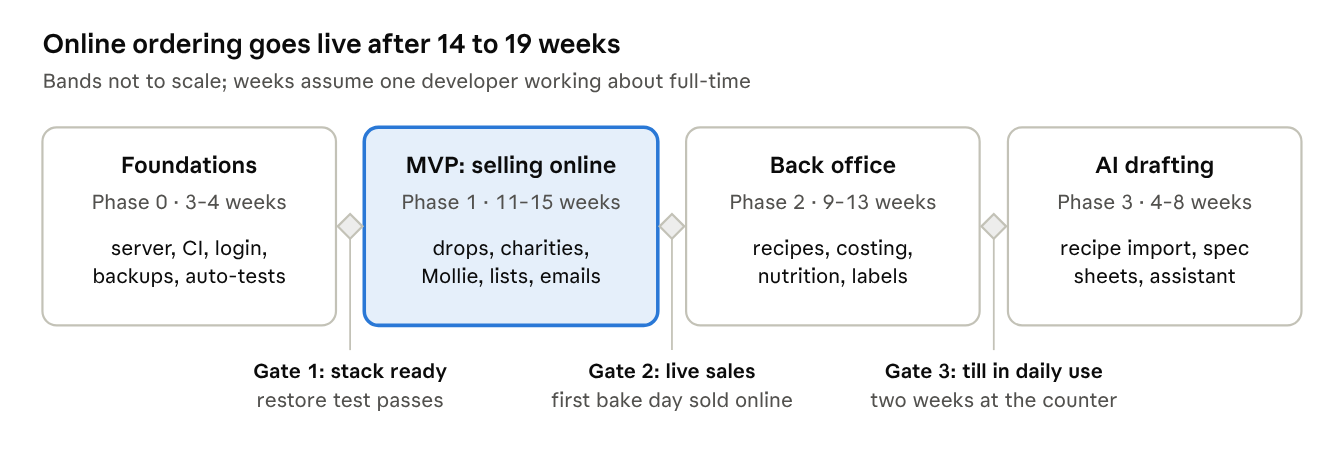 Online ordering goes live after 14 to 19 weeks
Bands not to scale; weeks assume one developer working about full-time
Foundations
Phase 0 · 3–4 weeks
server, CI, login,
backups, auto-tests
MVP: selling online
Phase 1 · 11–15 weeks
drops, charities,
Mollie, lists, emails
Back office
Phase 2 · 9–13 weeks
recipes, costing,
nutrition, labels
AI drafting
Phase 3 · 4–8 weeks
recipe import, spec
sheets, assistant
Gate 1: stack ready
restore test passes
Gate 2: live sales
first bake day sold online
Gate 3: till in daily use
two weeks at the counter